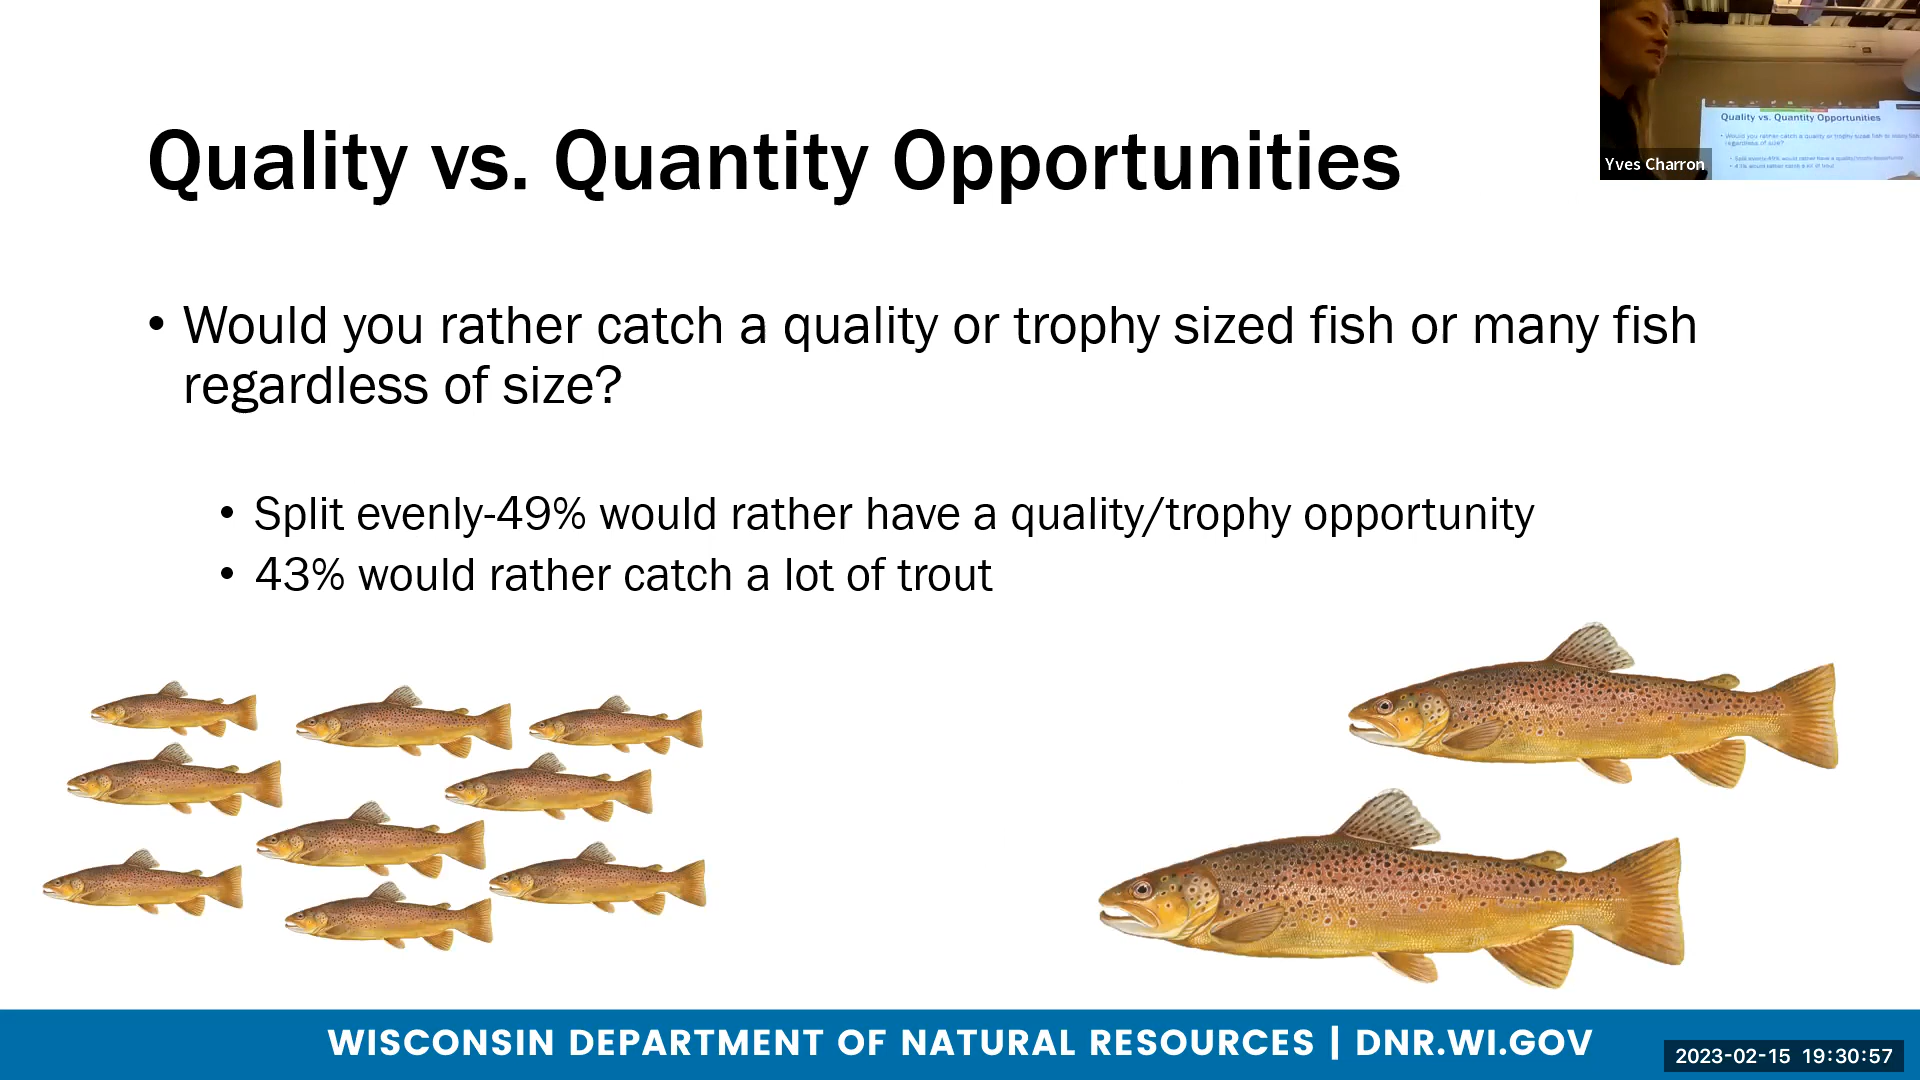 Quality vs. Quantity Opportunities
• Would you rather catch a quality or trophy sized fish or many fish
regardless of size?
• Split evenly-49% would rather have a quality/trophy opportunity
• 43% would rather catch a lot of trout
Yves Charron
Quality vs. Quantity Opportunities
WISCONSIN DEPARTMENT OF NATURAL RESOURCES | DNR.WI.GOV
2023-02-15 19:30:57